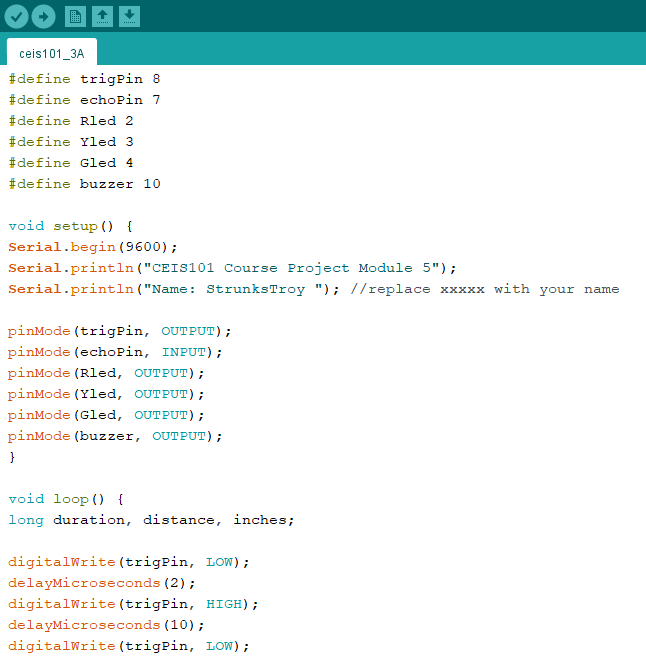 ceis101_3A
#define trigPin 8
#define echoPin 7
#define Rled 2
#define Yled 3
#define Gled 4
#define buzzer 10
void setup() {
Serial.begin(9600);
Serial.println("CEIS101 Course Project Module 5");
Serial.println("Name: StrunksTroy "); //replace xxxxx with your name
pinMode(trigPin, OUTPUT);
pinMode(echoPin, INPUT);
pinMode(Rled, OUTPUT);
pinMode(Yled, OUTPUT);
pinMode(Gled, OUTPUT);
pinMode(buzzer, OUTPUT);
}
void loop() {
long duration, distance, inches;
digitalWrite(trigPin, LOW);
delayMicroseconds(2);
digitalWrite(trigPin, HIGH);
delayMicroseconds(10);
digitalWrite(trigPin, LOW);